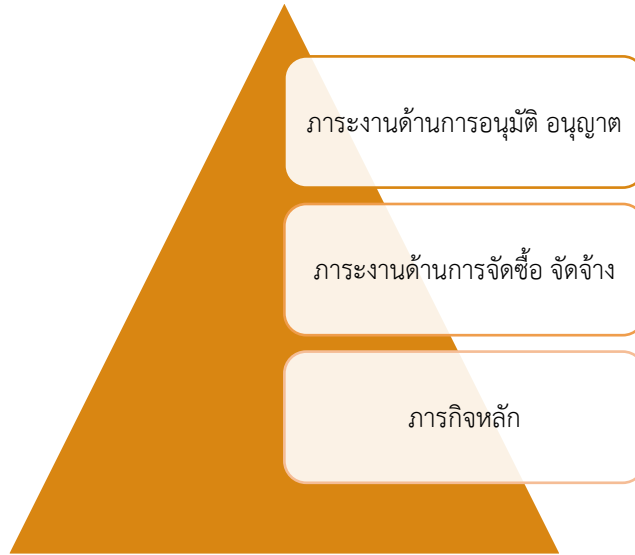 ภาระงานด้านการอนุมัติ อนุญาต
ภาระงานด้านการจัดซื้อ จัดจ้าง
ภารกิจหลัก